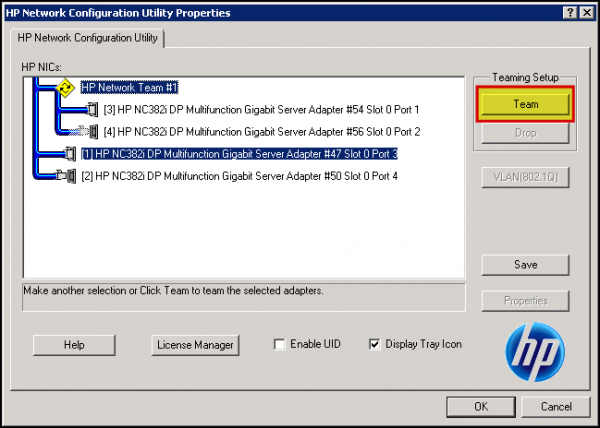 HP Network Configuration Utility Properties
HP Network Configuration Utility
HP NICs:
HP Network Team #1
[3] HP NC382i DP Multifunction Gigabit Server Adapter #54 Slot 0 Port 1
[4] HP NC382i DP Multifunction Gigabit Server Adapter #56 Slot 0 Port 2
[1] HP NC382i DP Multifunction Gigabit Server Adapter #47 Slot 0 Port 3
[2] HP NC382i DP Multifunction Gigabit Server Adapter #50 Slot 0 Port 4
Make another selection or Click Team to team the selected adapters.
Teaming Setup
Team
Drop
VLAN(802.1Q)
Save
Properties
Help
License Manager
Enable UID
Display Tray Icon
hp
OK
Cancel